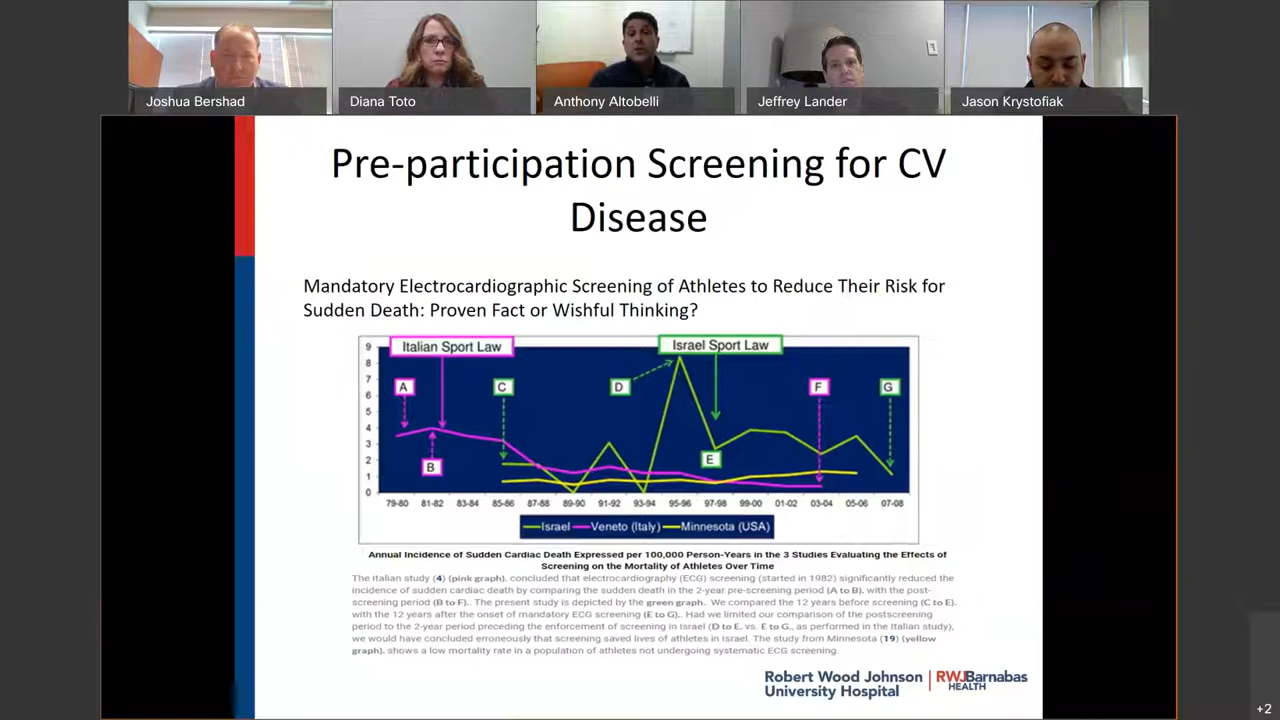 Joshua Bershad
Diana Toto
Anthony Altobelli
Jeffrey Lander
Jason Krystofiak
Pre-participation Screening for CV
Disease
Mandatory Electrocardiographic Screening of Athletes to Reduce Their Risk for
Sudden Death: Proven Fact or Wishful Thinking?
Italian Sport Law
Israel Sport Law
A
C
D
F
G
B
E
9
8
7
6
5
4
3
2
1
0
79-80 81-82 83-84 85-86 87-88 89-90 91-92 93-94 95-96 97-98 99-00 01-02 03-04 05-06 07-08
Israel Veneto (Italy) Minnesota (USA)
Annual Incidence of Sudden Cardiac Death Expressed per 100,000 Person-Years in the 3 Studies Evaluating the Effects of
Screening on the Mortality of Athletes Over Time
The Italian study (4) (pink graph), concluded that electrocardiography (ECG) screening (started in 1982) significantly reduced the
incidence of sudden cardiac death by comparing the sudden death in the 2-year pre-screening period (A to B), with the post-
screening period (B to F).. The present study is depicted by the green graph.. We compared the 12 years before screening (C to E),
with the 12 years after the onset of mandatory ECG screening (E to G).. Had we limited our comparison of the postscreening
period to the 2-year period preceding the enforcement of screening in Israel (D to E. vs. E to G., as performed in the Italian study),
we would have concluded erroneously that screening saved lives of athletes in Israel. The study from Minnesota (19) (yellow
graph), shows a low mortality rate in a population of athletes not undergoing systematic ECG screening.
Robert Wood Johnson
University Hospital
RWJBarnabas
HEALTH
+2